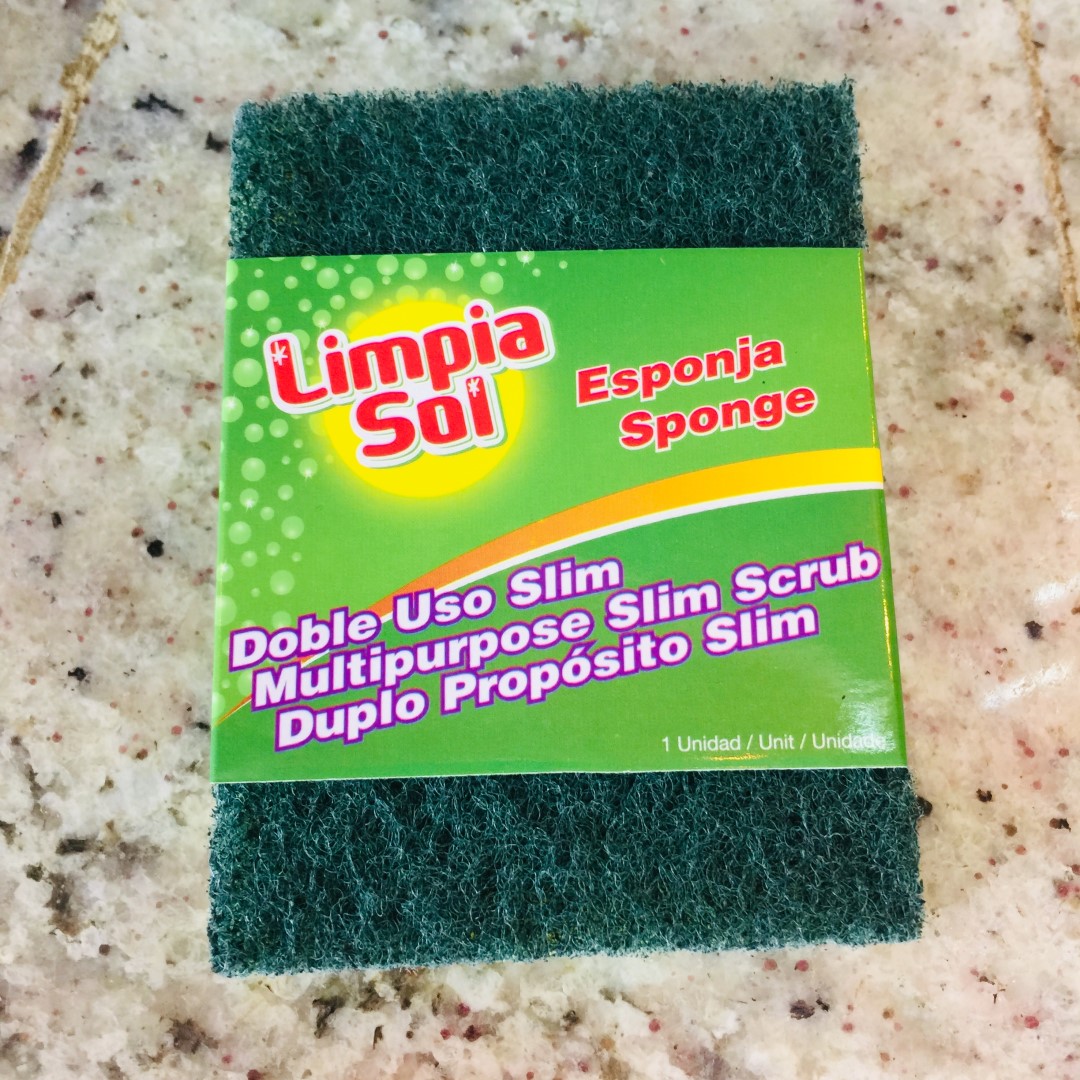 Limpia
Sol
Esponja
Sponge
Doble Uso Slim
Multipurpose Slim Scrub
Duplo Propósito Slim
1 Unidad / Unit / Unidade